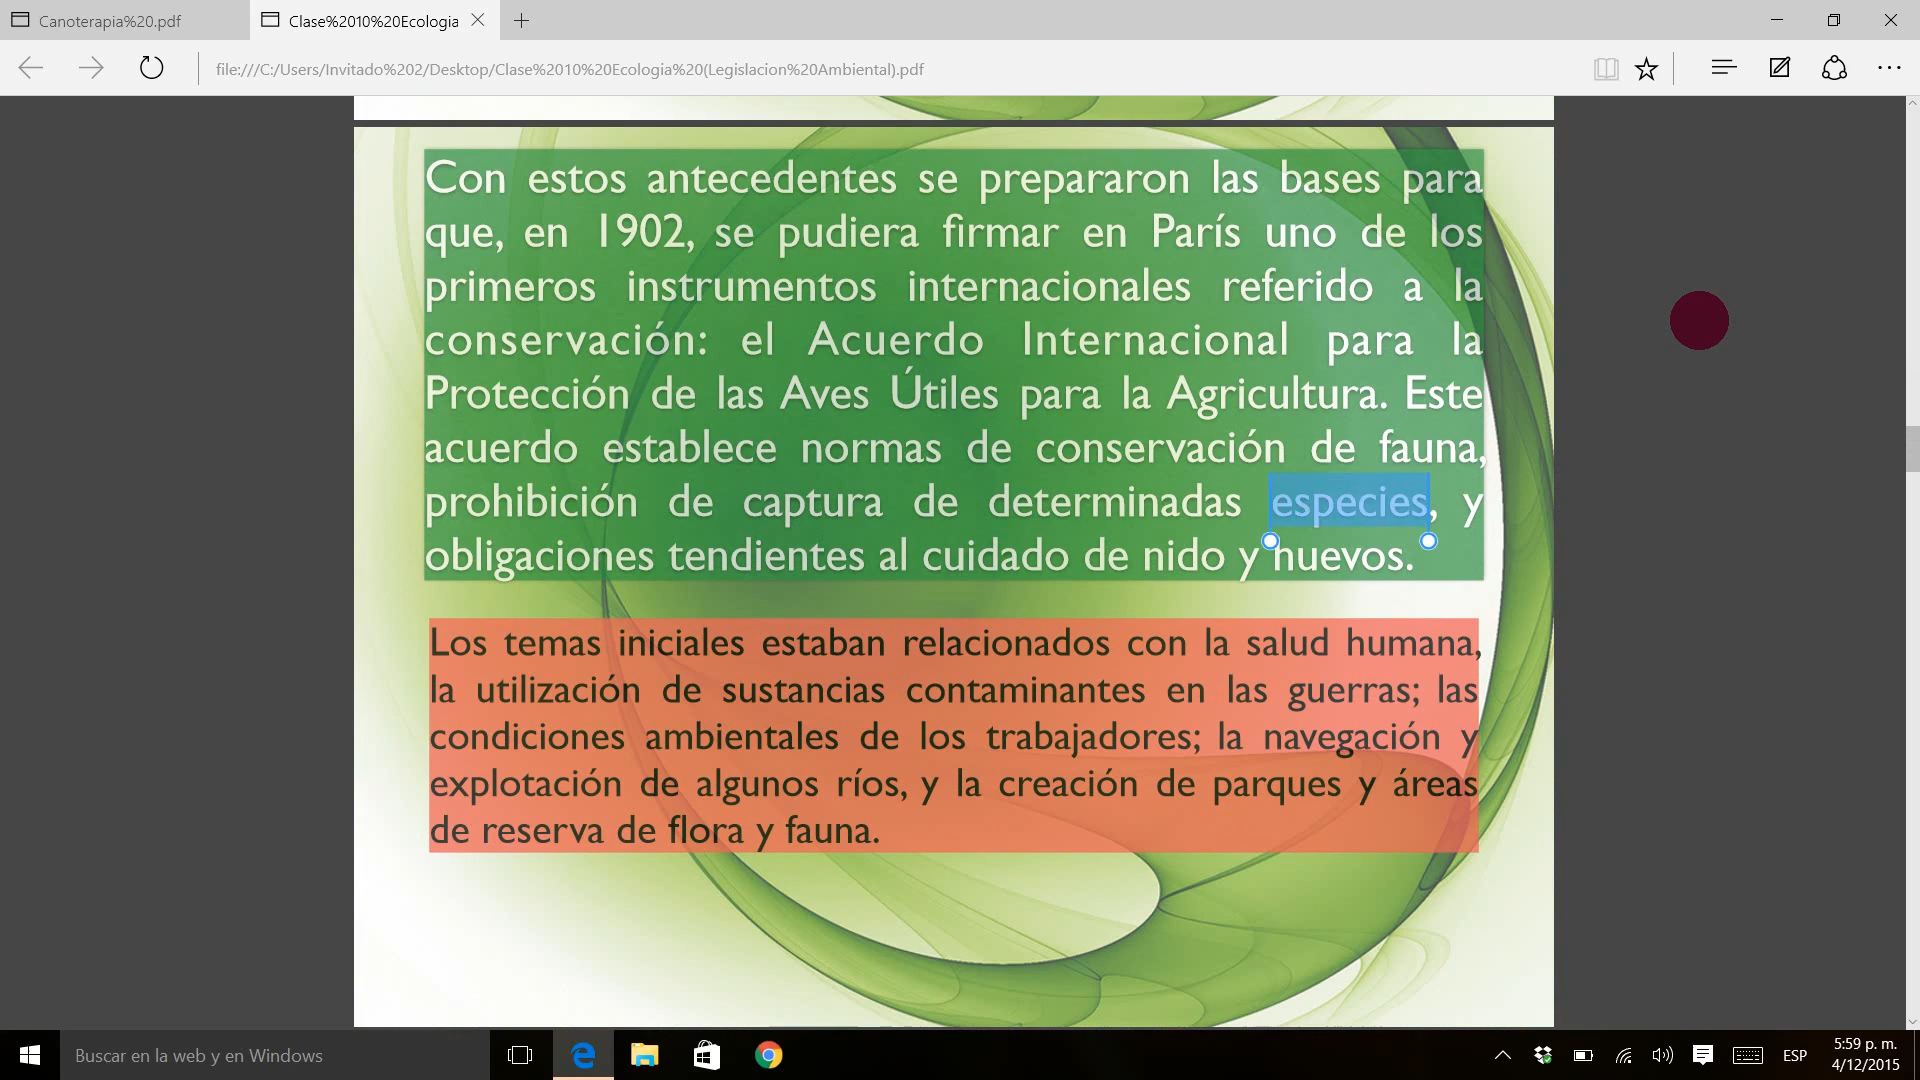 Canoterapia%20.pdf
Clase%2010%20Ecologia
file:///C:/Users/Invitado%202/Desktop/Clase%2010%20Ecologia%20(Legislacion%20Ambiental).pdf
Con estos antecedentes se prepararon las bases para
que, en 1902, se pudiera firmar en París uno de los
primeros instrumentos internacionales referido a la
conservación: el Acuerdo Internacional para la
Protección de las Aves Útiles para la Agricultura. Este
acuerdo establece normas de conservación de fauna,
prohibición de captura de determinadas especies, y
obligaciones tendientes al cuidado de nido y huevos.
Los temas iniciales estaban relacionados con la salud humana,
la utilización de sustancias contaminantes en las guerras; las
condiciones ambientales de los trabajadores; la navegación y
explotación de algunos ríos, y la creación de parques y áreas
de reserva de flora y fauna.
Buscar en la web y en Windows
ESP
5:59 p. m.
4/12/2015